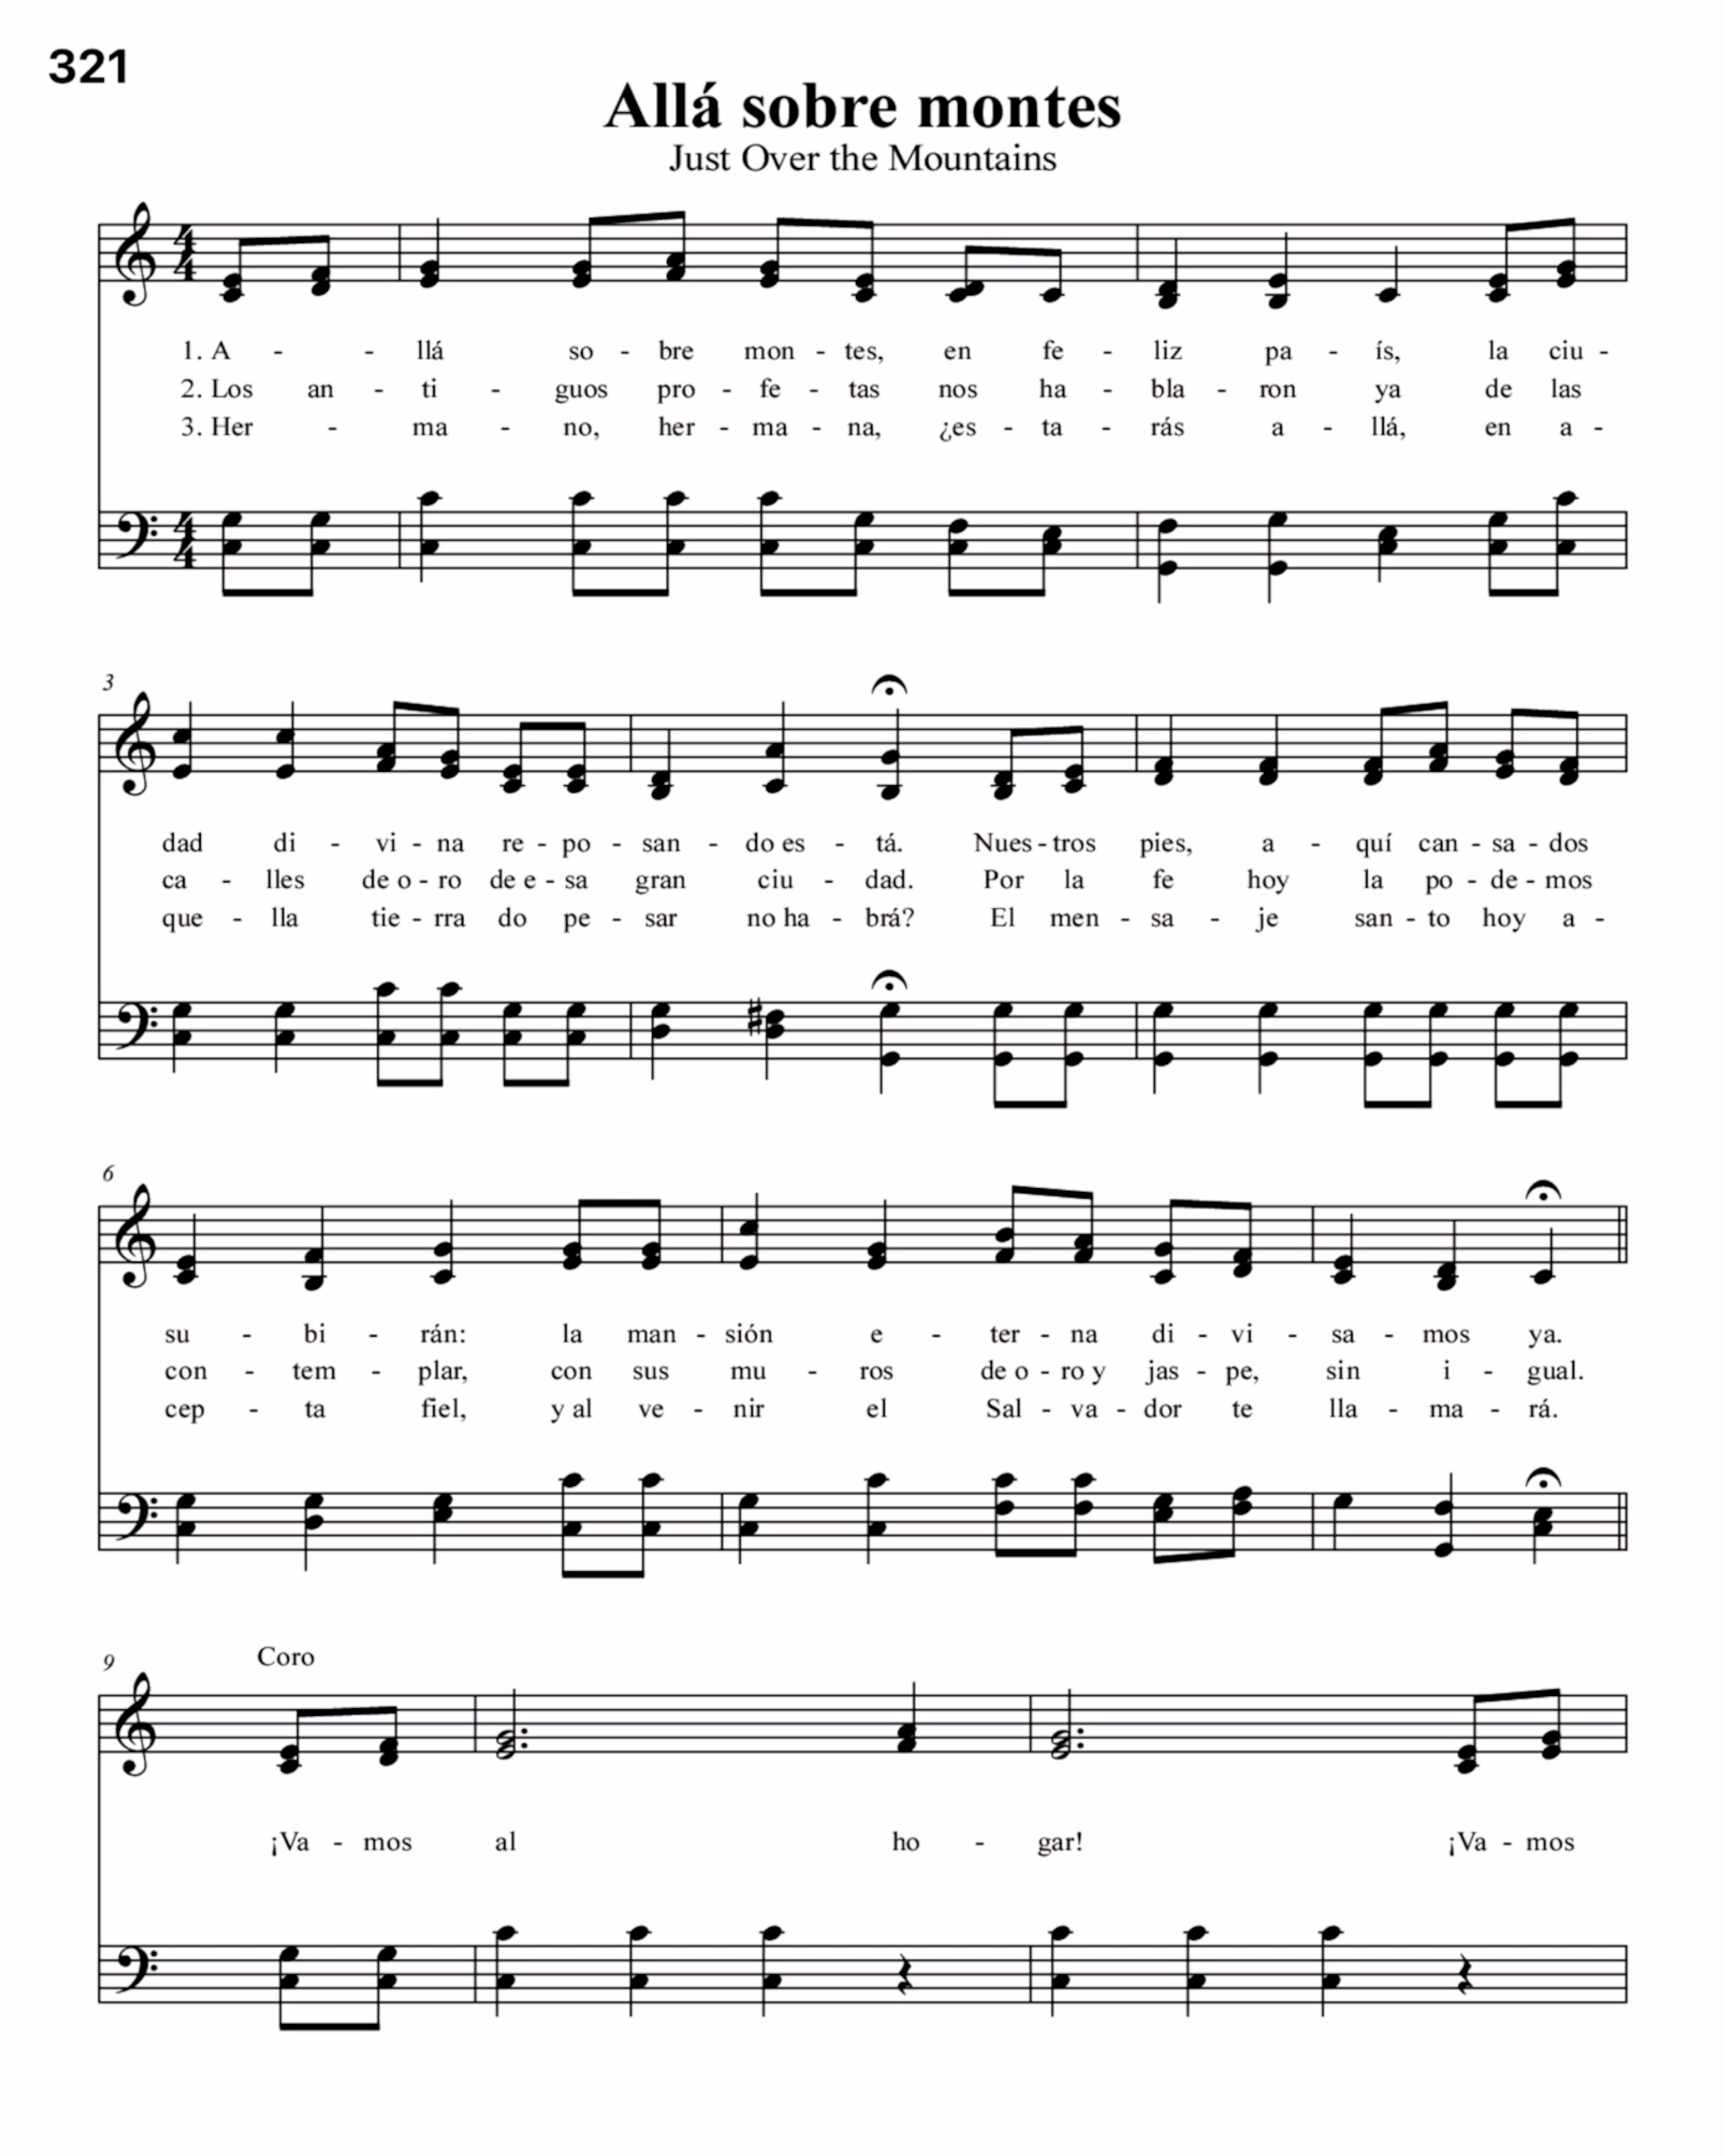 321
Allá sobre montes
Just Over the Mountains
4 4
1. A - - llá so - bre mon - tes, en fe - liz pa - ís, la ciu -
2. Los an - ti - guos pro - fe - tas nos ha - bla - ron ya de las
3. Her - ma - no, her - ma - na, ¿es - ta - rás a - llá, en a -
4 4
3
dad di - vi - na re - po - san - do es - tá. Nues - tros pies, a - quí can - sa - dos
ca - lles de o - ro de e - sa gran ciu - dad. Por la fe hoy la po - de - mos
que - lla tie - rra do pe - sar no ha - brá? El men - sa - je san - to hoy a -
6
su - bi - rán: la man - sión e - ter - na di - vi - sa - mos ya.
con - tem - plar, con sus mu - ros de o - ro y jas - pe, sin i - gual.
cep - ta fiel, y al ve - nir el Sal - va - dor te lla - ma - rá.
9
Coro
¡Va - mos al ho - gar! ¡Va - mos